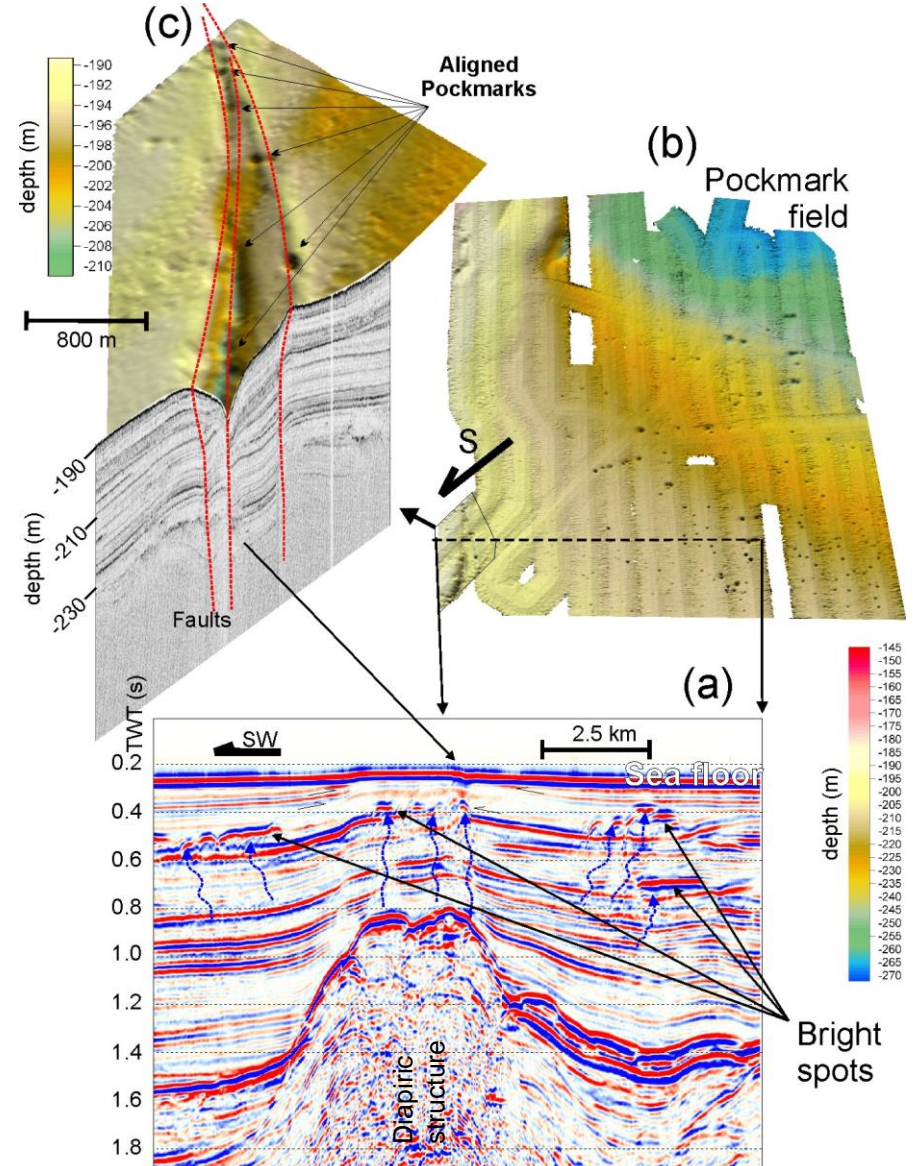 (c)
-190
-192
-194
-196
-198
-200
-202
-204
-206
-208
-210
depth (m)
800 m
Aligned
Pockmarks
-190
-210
-230
depth (m)
Faults
(b)
Pockmark
field
S
(a)
TWT (s)
SW
2.5 km
Sea floor
0.2
0.4
0.6
0.8
1.0
1.2
1.4
1.6
1.8
Diapiric
structure
Bright
spots
depth (m)
-145
-155
-160
-165
-170
-175
-180
-185
-190
-195
-200
-205
-210
-215
-220
-225
-230
-235
-240
-245
-250
-255
-260
-265
-270